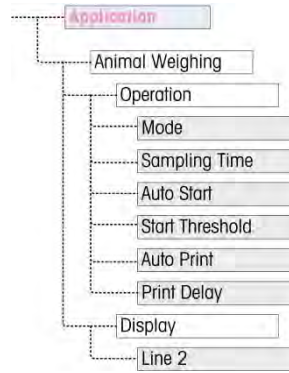 Application
Animal Weighing
Operation
Mode
Sampling Time
Auto Start
Start Threshold
Auto Print
Print Delay
Display
Line 2